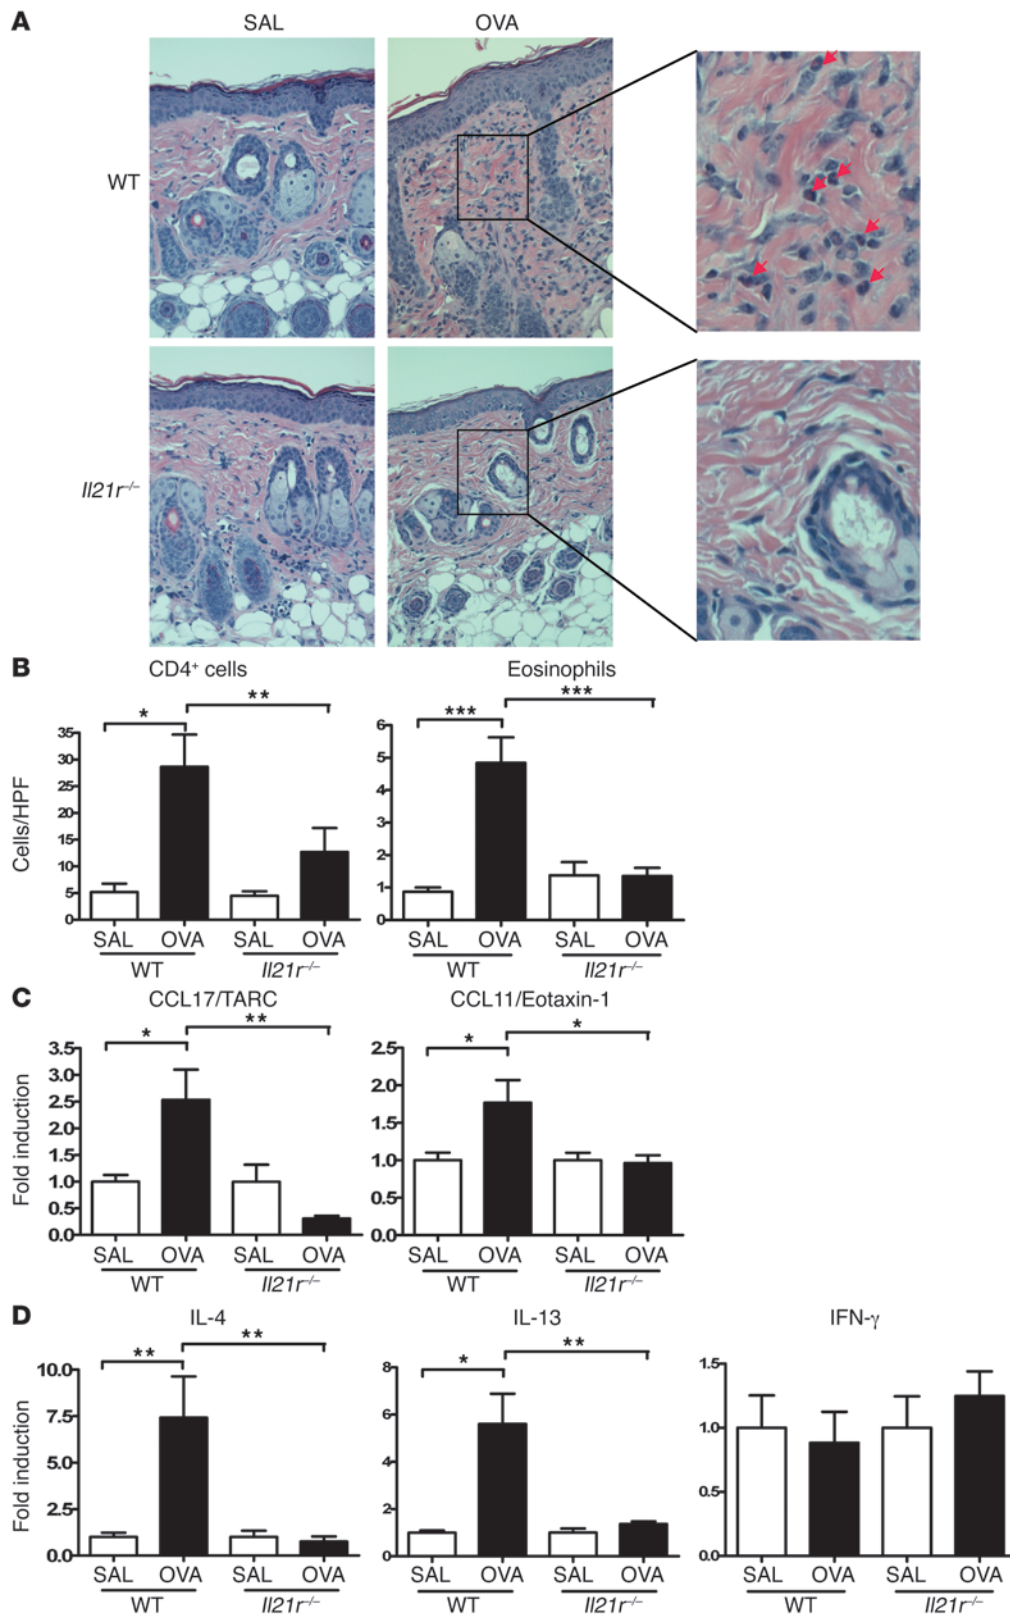 A
SAL OVA
WT
Il21r–/–
B
CD4+ cells Eosinophils
* ** *** ***
Cells/HPF
35
30
25
20
15
10
5
0
6
5
4
3
2
1
0
SAL OVA SAL OVA SAL OVA SAL OVA
WT Il21r–/– WT Il21r–/–
C
CCL17/TARC CCL11/Eotaxin-1
* ** * *
Fold induction
3.5
3.0
2.5
2.0
1.5
1.0
0.5
0.0
2.5
2.0
1.5
1.0
0.5
0.0
SAL OVA SAL OVA SAL OVA SAL OVA
WT Il21r–/– WT Il21r–/–
D
IL-4 IL-13 IFN-γ
** ** * **
Fold induction
10.0
7.5
5.0
2.5
0.0
8
6
4
2
0
1.5
1.0
0.5
0.0
SAL OVA SAL OVA SAL OVA SAL OVA SAL OVA SAL OVA
WT Il21r–/– WT Il21r–/– WT Il21r–/–